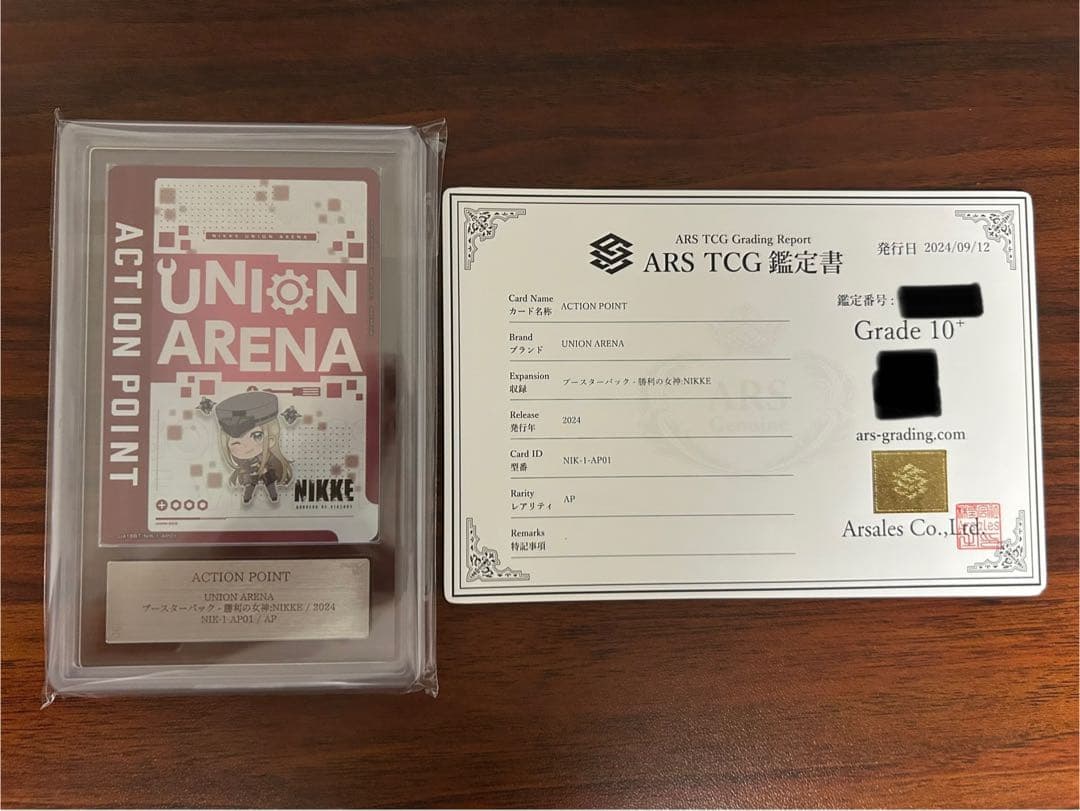 NIKKE UNION ARENA
UNION
ARENA
ACTION POINT
NIKKE
GODDESS OF VICTORY
UA18BT/NIK-1-AP01
ACTION POINT
UNION ARENA
ブースターパック - 勝利の女神:NIKKE / 2024
NIK-1-AP01 / AP
ARS TCG Grading Report
ARS TCG 鑑定書
発行日 2024/09/12
Card Name
カード名称 ACTION POINT
鑑定番号 :
Grade 10+
Brand
ブランド UNION ARENA
Expansion
収録 ブースターパック - 勝利の女神:NIKKE
Release
発行年 2024
ARS
Genuine
ars-grading.com
Card ID
型番 NIK-1-AP01
Rarity
レアリティ AP
Remarks
特記事項
Arsales Co.,Ltd.